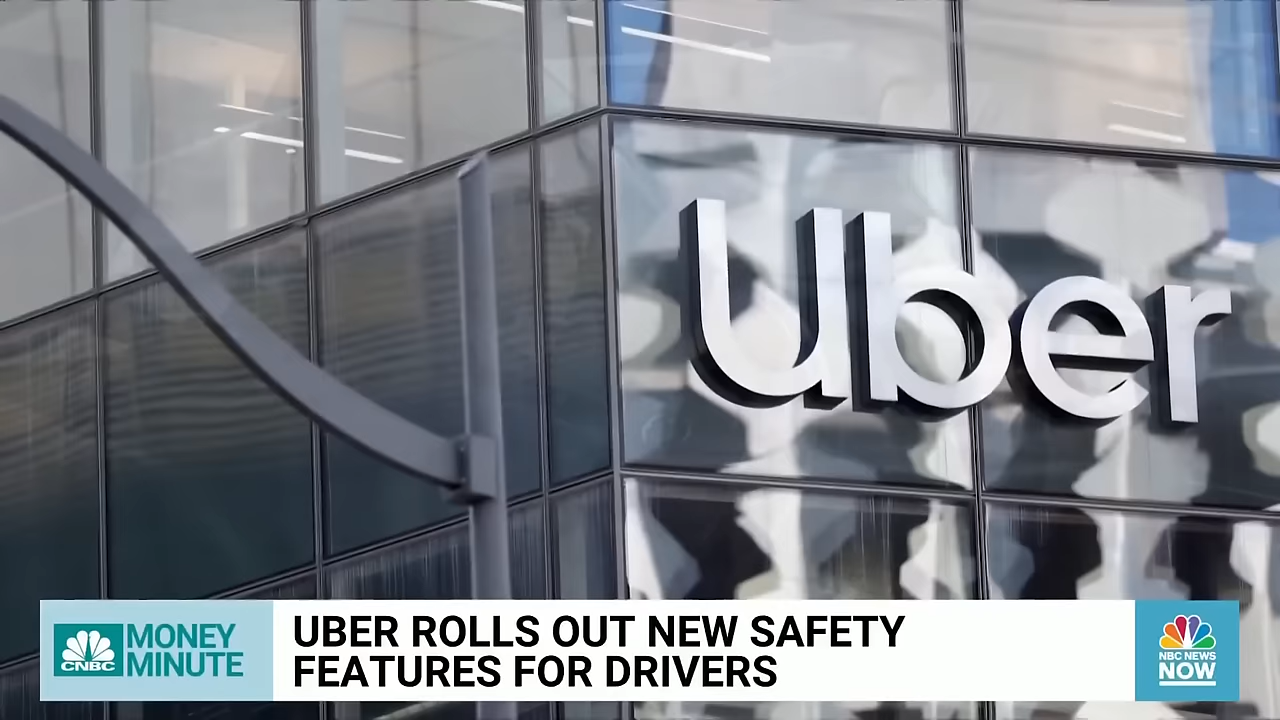 Uber
CNBC
MONEY
MINUTE
UBER ROLLS OUT NEW SAFETY
FEATURES FOR DRIVERS
NBC NEWS
NOW